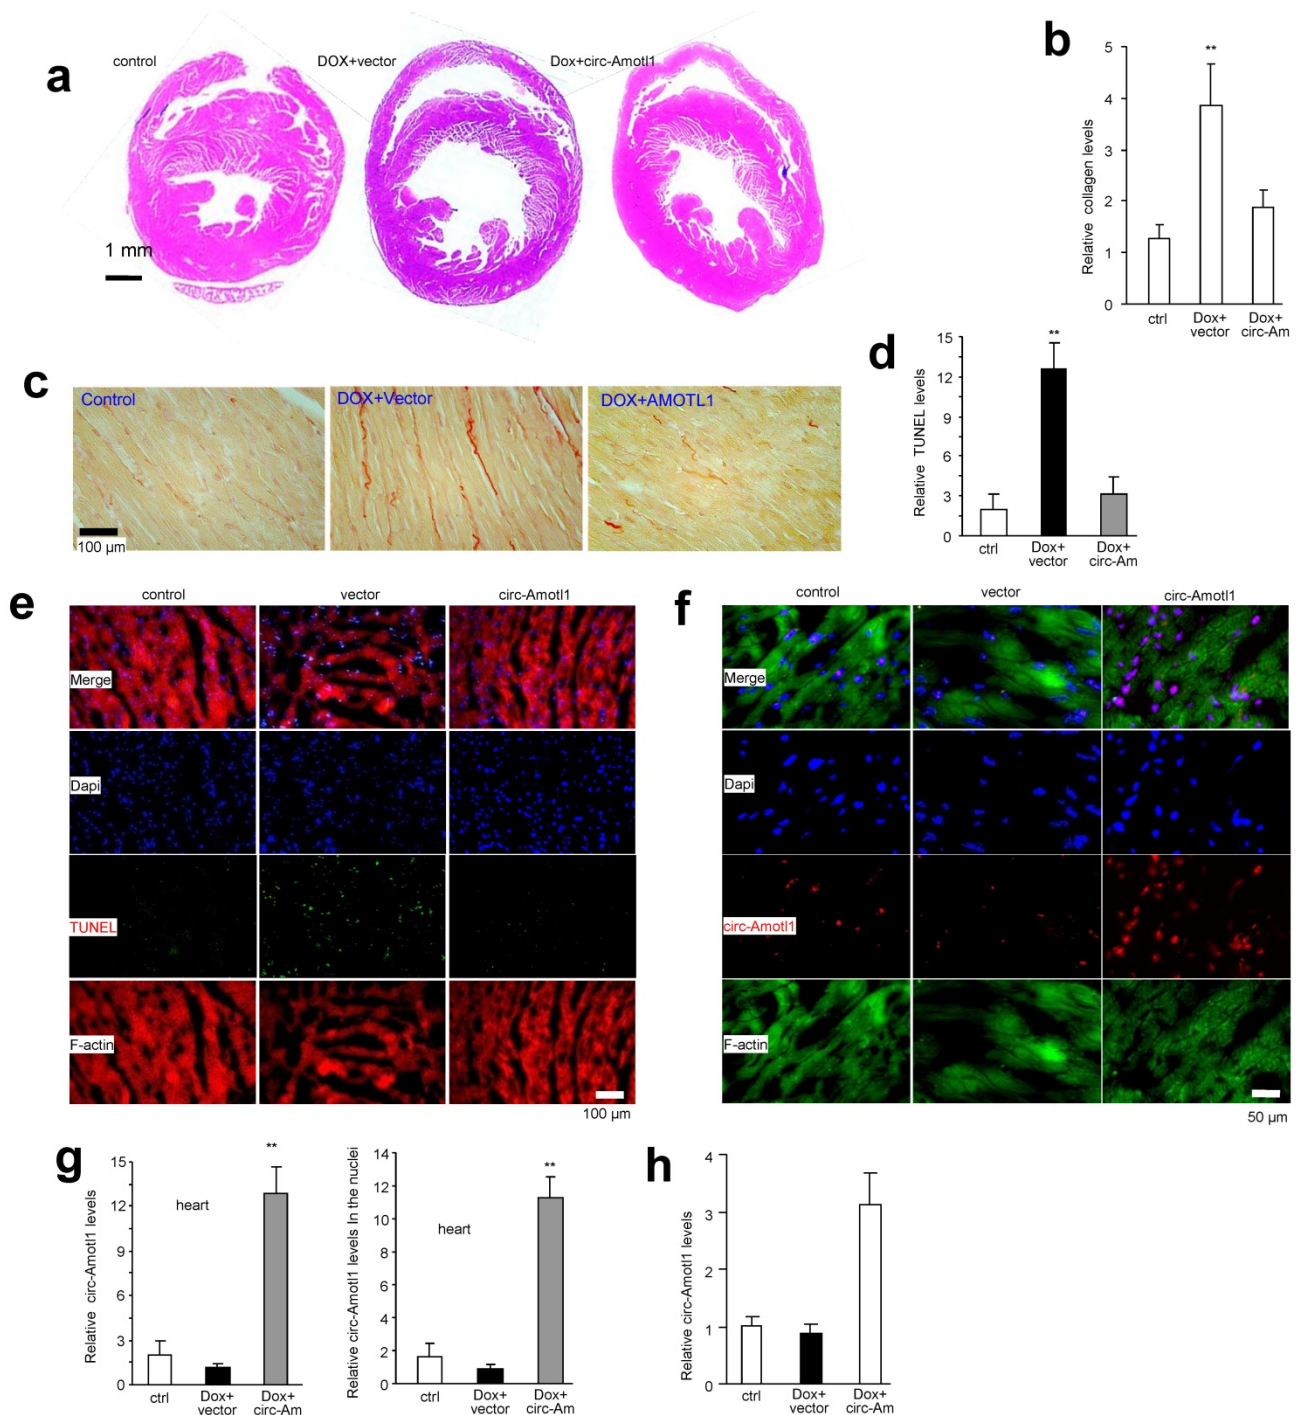 a
control
DOX+vector
Dox+circ-Amotl1
1 mm
b
Relative collagen levels
5
4
3
2
1
0
**
ctrl
Dox+
vector
Dox+
circ-Am
c
Control
DOX+Vector
DOX+AMOTL1
100 µm
d
Relative TUNEL levels
15
12
9
6
3
0
**
ctrl
Dox+
vector
Dox+
circ-Am
e
control
vector
circ-Amotl1
Merge
Dapi
TUNEL
F-actin
100 µm
f
control
vector
circ-Amotl1
Merge
Dapi
circ-Amotl1
F-actin
50 µm
g
Relative circ-Amotl1 levels
15
12
9
6
3
0
heart
**
ctrl
Dox+
vector
Dox+
circ-Am
Relative circ-Amotl1 levels In the nuclei
14
12
10
8
6
4
2
0
heart
**
ctrl
Dox+
vector
Dox+
circ-Am
h
Relative circ-Amotl1 levels
4
3
2
1
0
ctrl
Dox+
vector
Dox+
circ-Am